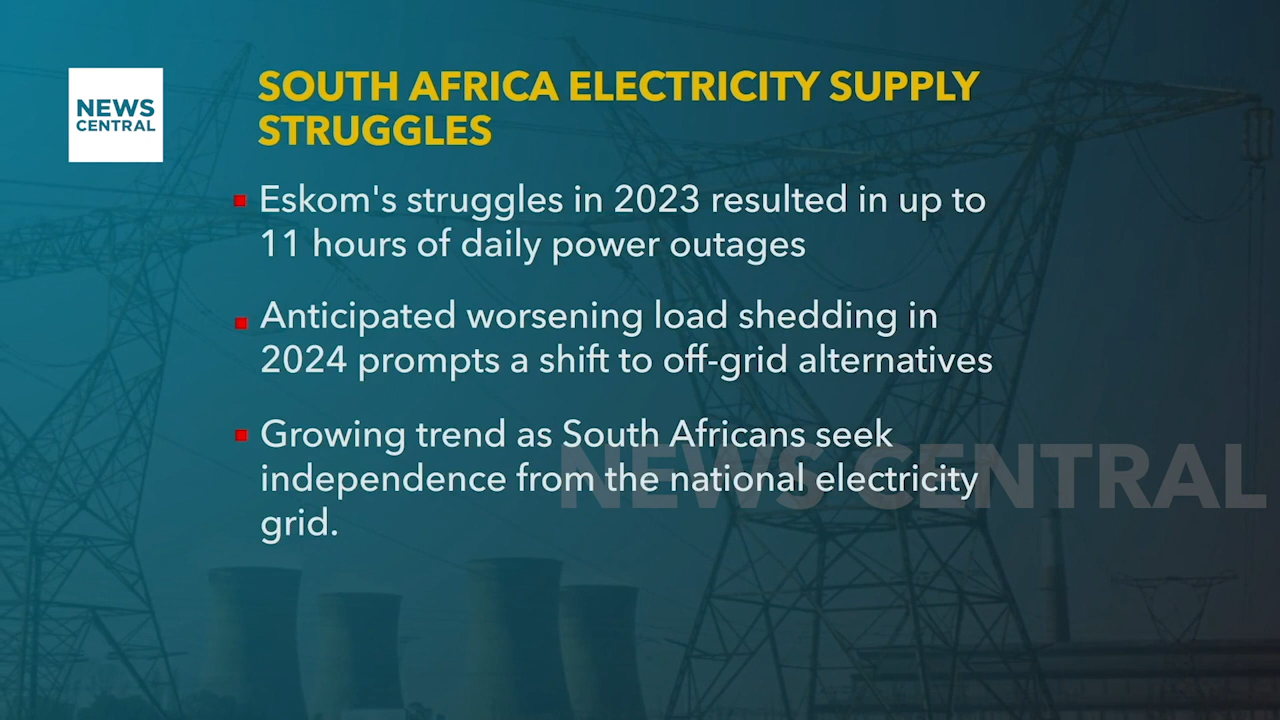 NEWS
CENTRAL
SOUTH AFRICA ELECTRICITY SUPPLY
STRUGGLES
Eskom's struggles in 2023 resulted in up to
11 hours of daily power outages
Anticipated worsening load shedding in
2024 prompts a shift to off-grid alternatives
Growing trend as South Africans seek
independence from the national electricity
grid.
NEWS CENTRAL